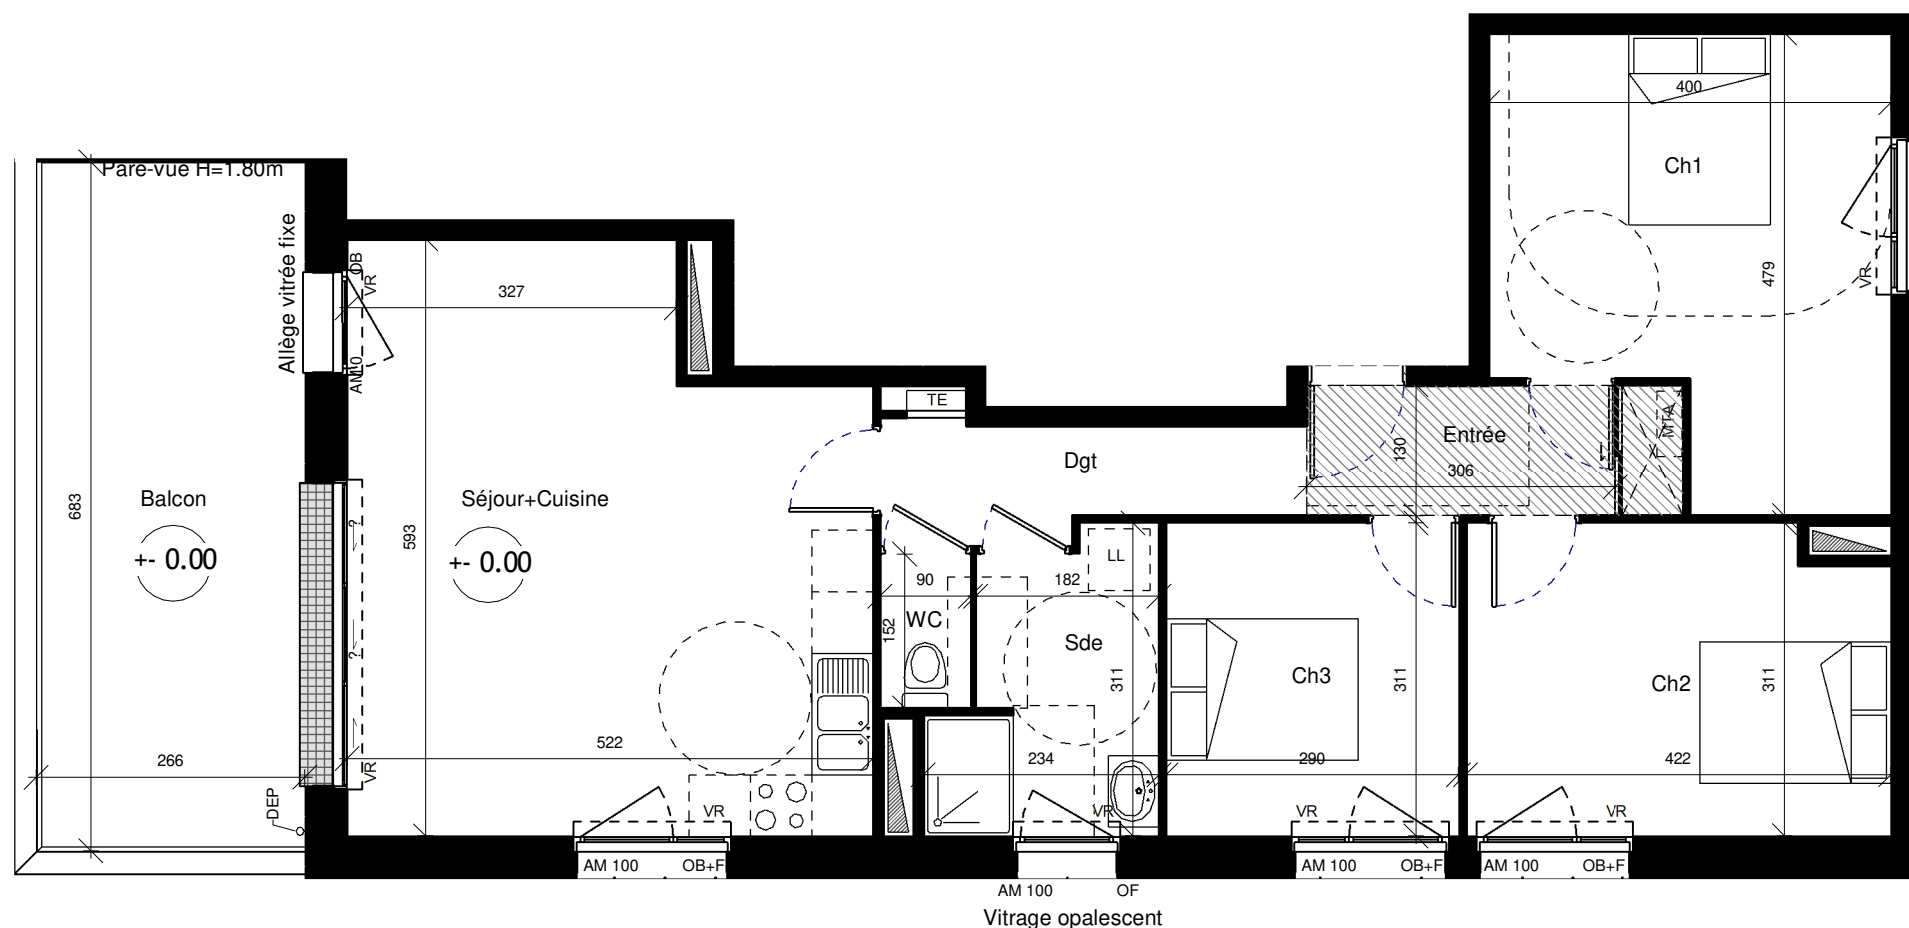 Pare-vue H=1.80m
Allège vitrée fixe
OB
VR
AM 0
327
683
Balcon
+- 0.00
266
DEP
Séjour+Cuisine
+- 0.00
593
522
?
?
VR
VR
AM 100
OB+F
TE
Dgt
90
WC
152
182
LL
Sde
311
234
VR
AM 100
OF
Vitrage opalescent
Entrée
130
306
MTA
400
Ch1
479
VR
Ch3
311
290
VR
AM 100
OB+F
Ch2
311
422
VR
AM 100
OB+F